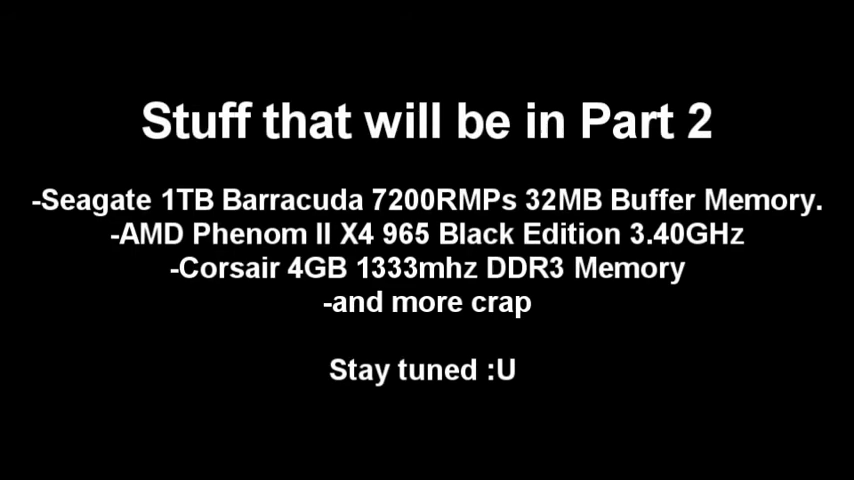 Stuff that will be in Part 2
-Seagate 1TB Barracuda 7200RMPs 32MB Buffer Memory.
-AMD Phenom II X4 965 Black Edition 3.40GHz
-Corsair 4GB 1333mhz DDR3 Memory
-and more crap
Stay tuned :U